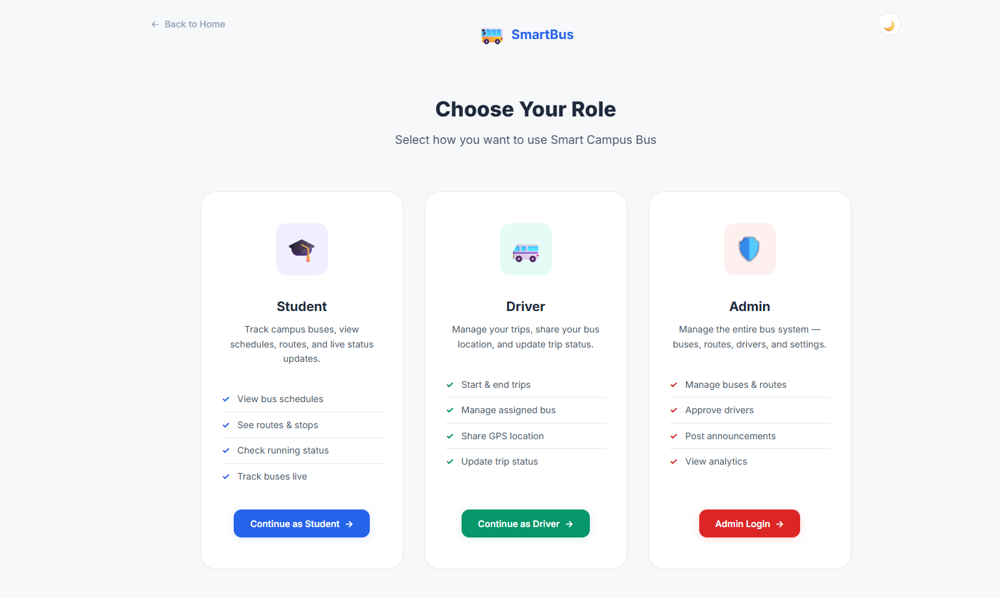 ← Back to Home
SmartBus
Choose Your Role
Select how you want to use Smart Campus Bus
Student
Track campus buses, view
schedules, routes, and live status
updates.
✓ View bus schedules
✓ See routes & stops
✓ Check running status
✓ Track buses live
Continue as Student →
Driver
Manage your trips, share your bus
location, and update trip status.
✓ Start & end trips
✓ Manage assigned bus
✓ Share GPS location
✓ Update trip status
Continue as Driver →
Admin
Manage the entire bus system —
buses, routes, drivers, and settings.
✓ Manage buses & routes
✓ Approve drivers
✓ Post announcements
✓ View analytics
Admin Login →